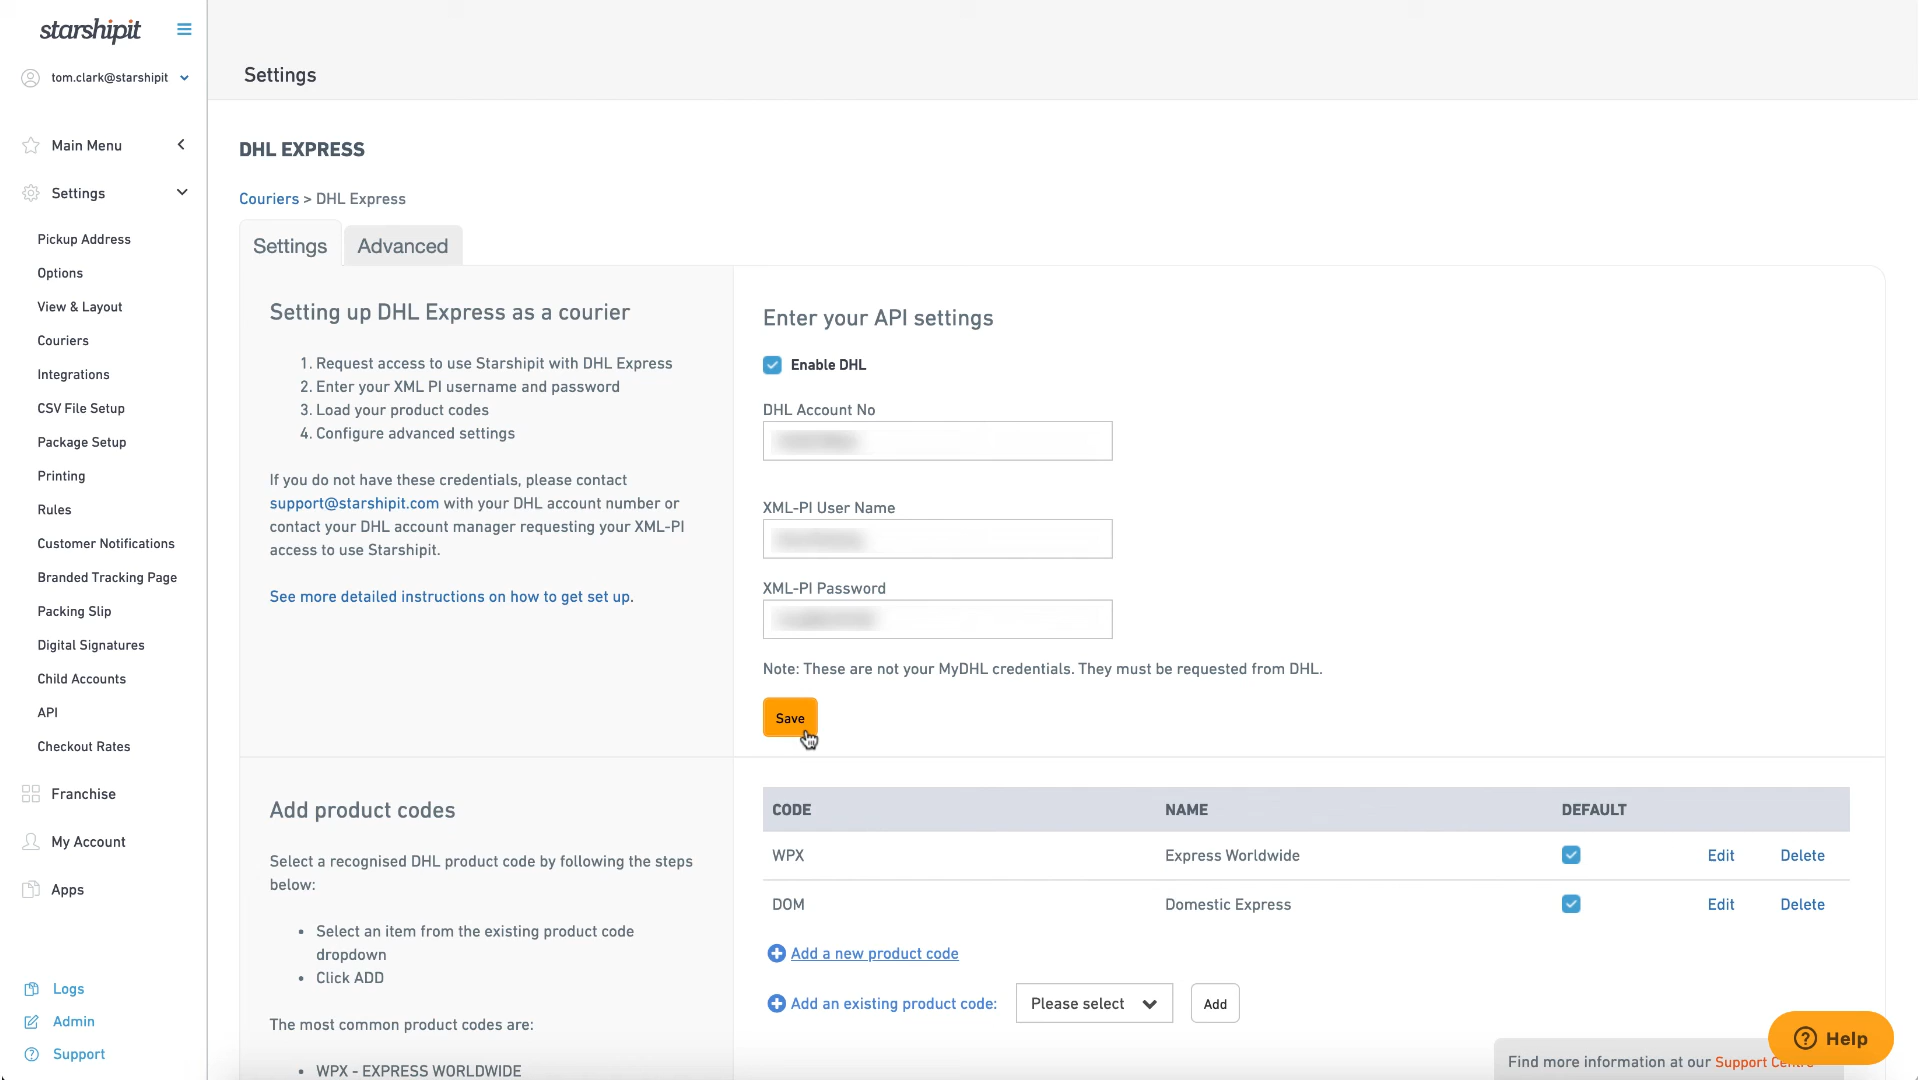 starshipit
tom.clark@starshipit
Main Menu
Settings
Pickup Address
Options
View & Layout
Couriers
Integrations
CSV File Setup
Package Setup
Printing
Rules
Customer Notifications
Branded Tracking Page
Packing Slip
Digital Signatures
Child Accounts
API
Checkout Rates
Franchise
My Account
Apps
Logs
Admin
Support
Settings
DHL EXPRESS
Couriers > DHL Express
Settings
Advanced
Setting up DHL Express as a courier
1. Request access to use Starshipit with DHL Express
2. Enter your XML PI username and password
3. Load your product codes
4. Configure advanced settings
If you do not have these credentials, please contact
support@starshipit.com with your DHL account number or
contact your DHL account manager requesting your XML-PI
access to use Starshipit.
See more detailed instructions on how to get set up.
Enter your API settings
Enable DHL
DHL Account No
XML-PI User Name
XML-PI Password
Note: These are not your MyDHL credentials. They must be requested from DHL.
Save
Add product codes
Select a recognised DHL product code by following the steps
below:
• Select an item from the existing product code
dropdown
• Click ADD
The most common product codes are:
• WPX - EXPRESS WORLDWIDE
CODE NAME DEFAULT
WPX Express Worldwide Edit Delete
DOM Domestic Express Edit Delete
Add a new product code
Add an existing product code: Please select Add
Help
Find more information at our Support Centre